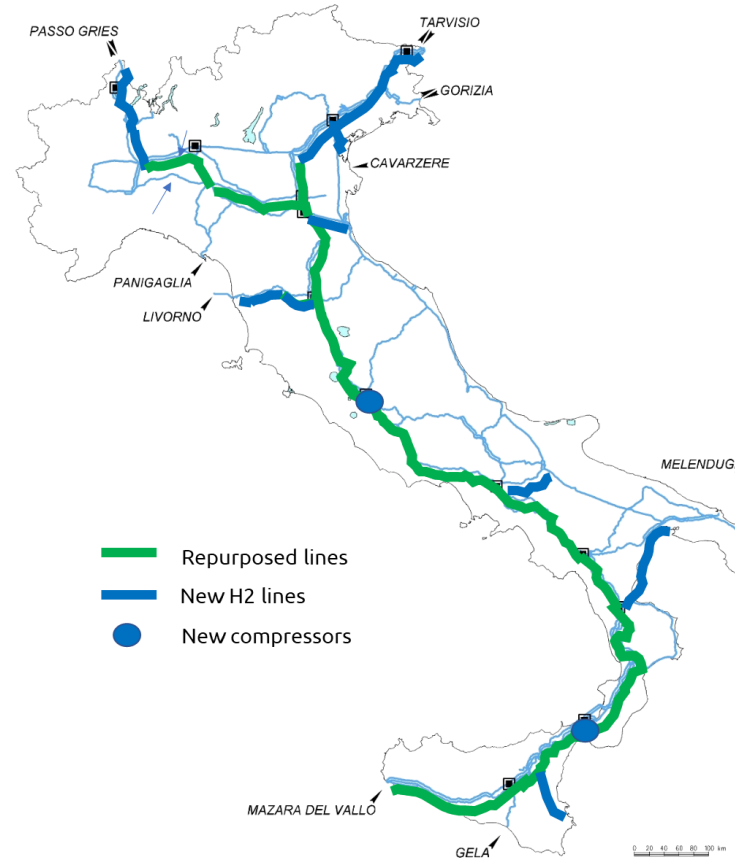 PASSO GRIES
TARVISIO
GORIZIA
CAVARZERE
PANIGAGLIA
LIVORNO
MELENDUG
Repurposed lines
New H2 lines
New compressors
MAZARA DEL VALLO
GELA
0 20 40 60 80 100 km